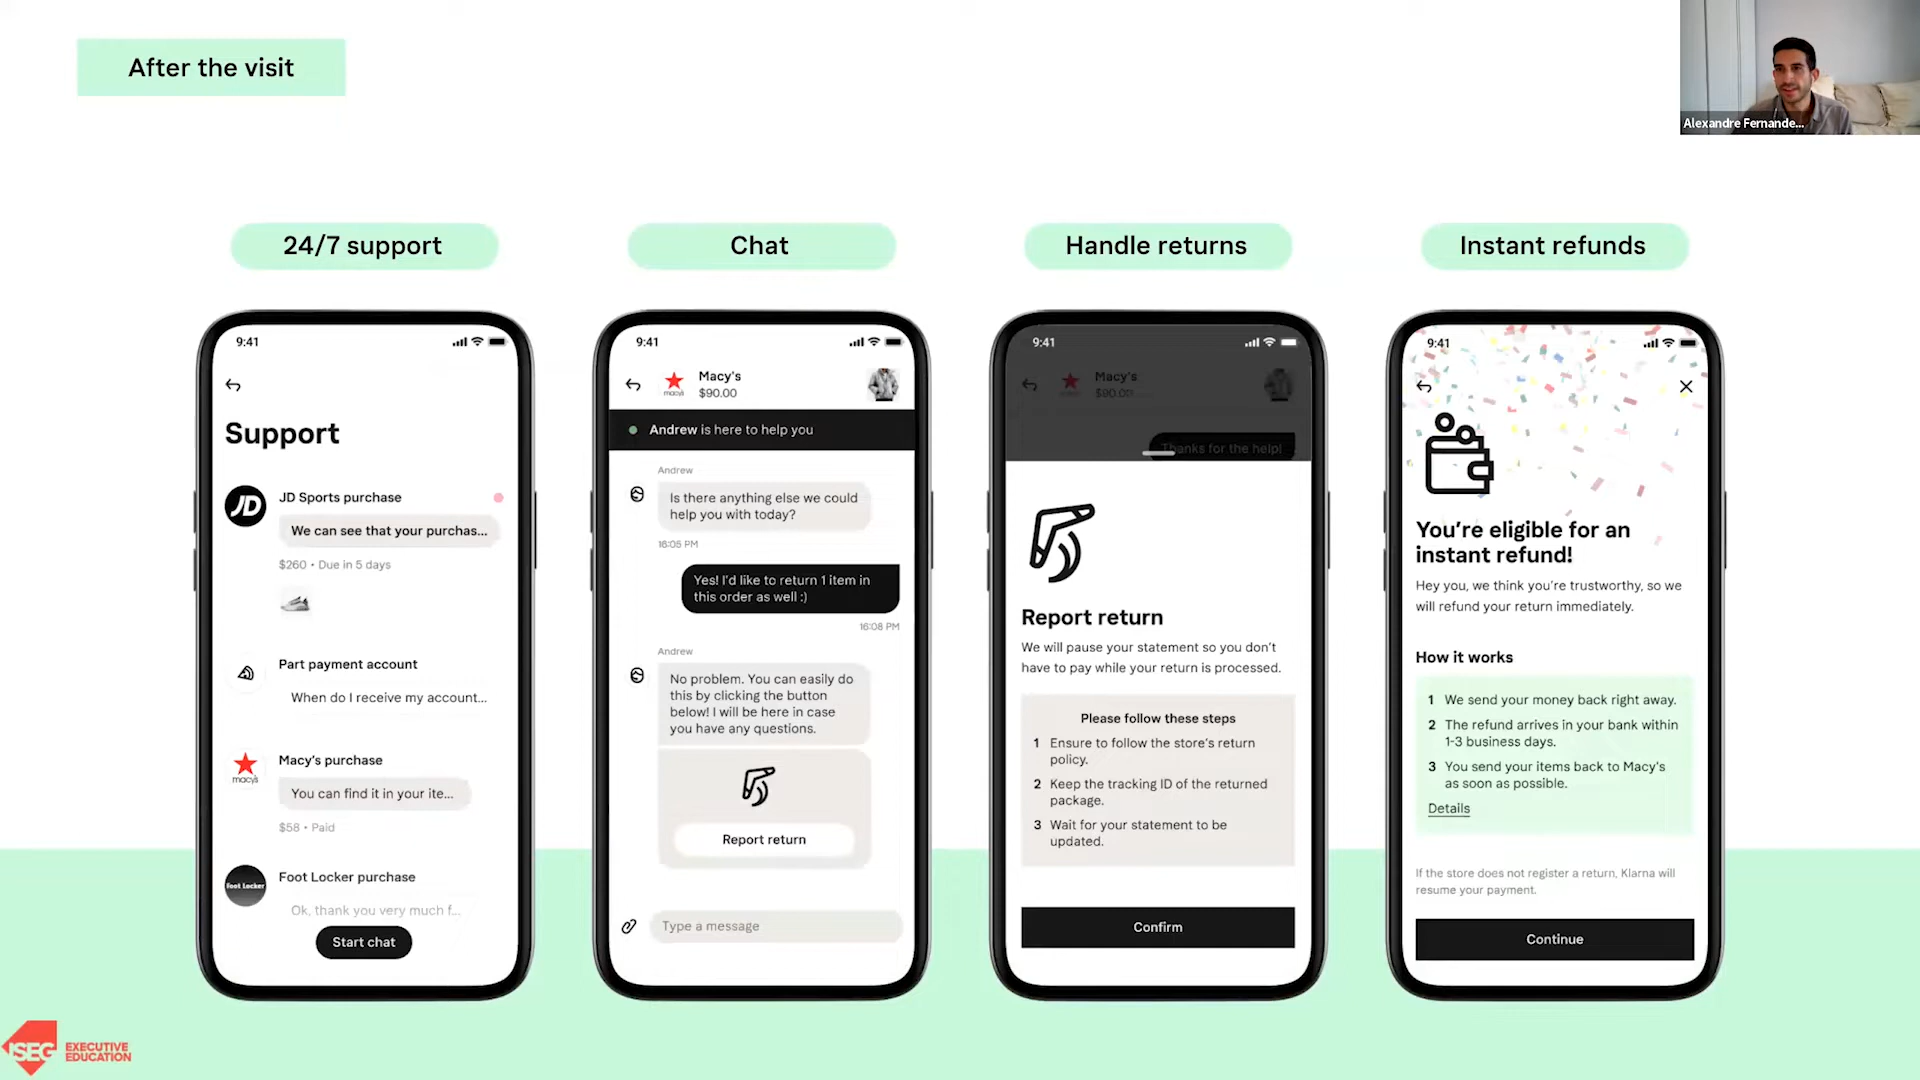 After the visit
Alexandre Fernande...
24/7 support
Chat
Handle returns
Instant refunds
9:41
Support
JD
JD Sports purchase
We can see that your purchas...
$260 • Due in 5 days
Part payment account
When do I receive my account...
macy's
Macy's purchase
You can find it in your ite...
$58 • Paid
Foot Locker
Foot Locker purchase
Ok, thank you very much f...
Start chat
9:41
macy's
Macy's
$90.00
Andrew is here to help you
Andrew
Is there anything else we could
help you with today?
16:05 PM
Yes! I'd like to return 1 item in
this order as well :)
16:08 PM
Andrew
No problem. You can easily do
this by clicking the button
below! I will be here in case
you have any questions.
Report return
Type a message
9:41
Macy's
$90.00
Thanks for the help!
Report return
We will pause your statement so you don't
have to pay while your return is processed.
Please follow these steps
1 Ensure to follow the store's return
policy.
2 Keep the tracking ID of the returned
package.
3 Wait for your statement to be
updated.
Confirm
9:41
You're eligible for an
instant refund!
Hey you, we think you're trustworthy, so we
will refund your return immediately.
How it works
1 We send your money back right away.
2 The refund arrives in your bank within
1-3 business days.
3 You send your items back to Macy's
as soon as possible.
Details
If the store does not register a return, Klarna will
resume your payment.
Continue
ISEG
EXECUTIVE
EDUCATION